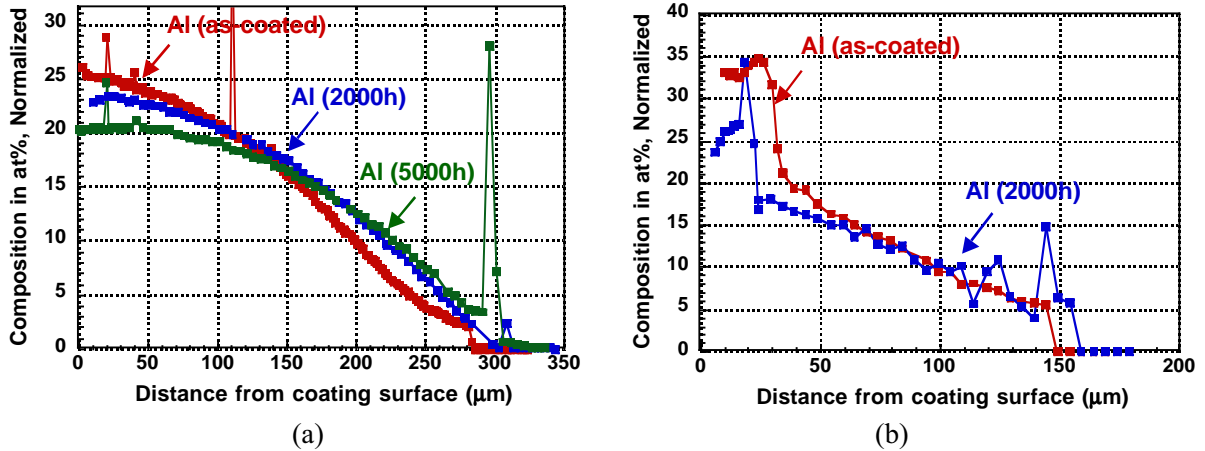 Composition in at%, Normalized
30
25
20
15
10
5
0
Al (as-coated)
Al (2000h)
Al (5000h)
0 50 100 150 200 250 300 350
Distance from coating surface (μm)
(a)
Composition in at%, Normalized
40
35
30
25
20
15
10
5
0
Al (as-coated)
Al (2000h)
0 50 100 150 200
Distance from coating surface (μm)
(b)